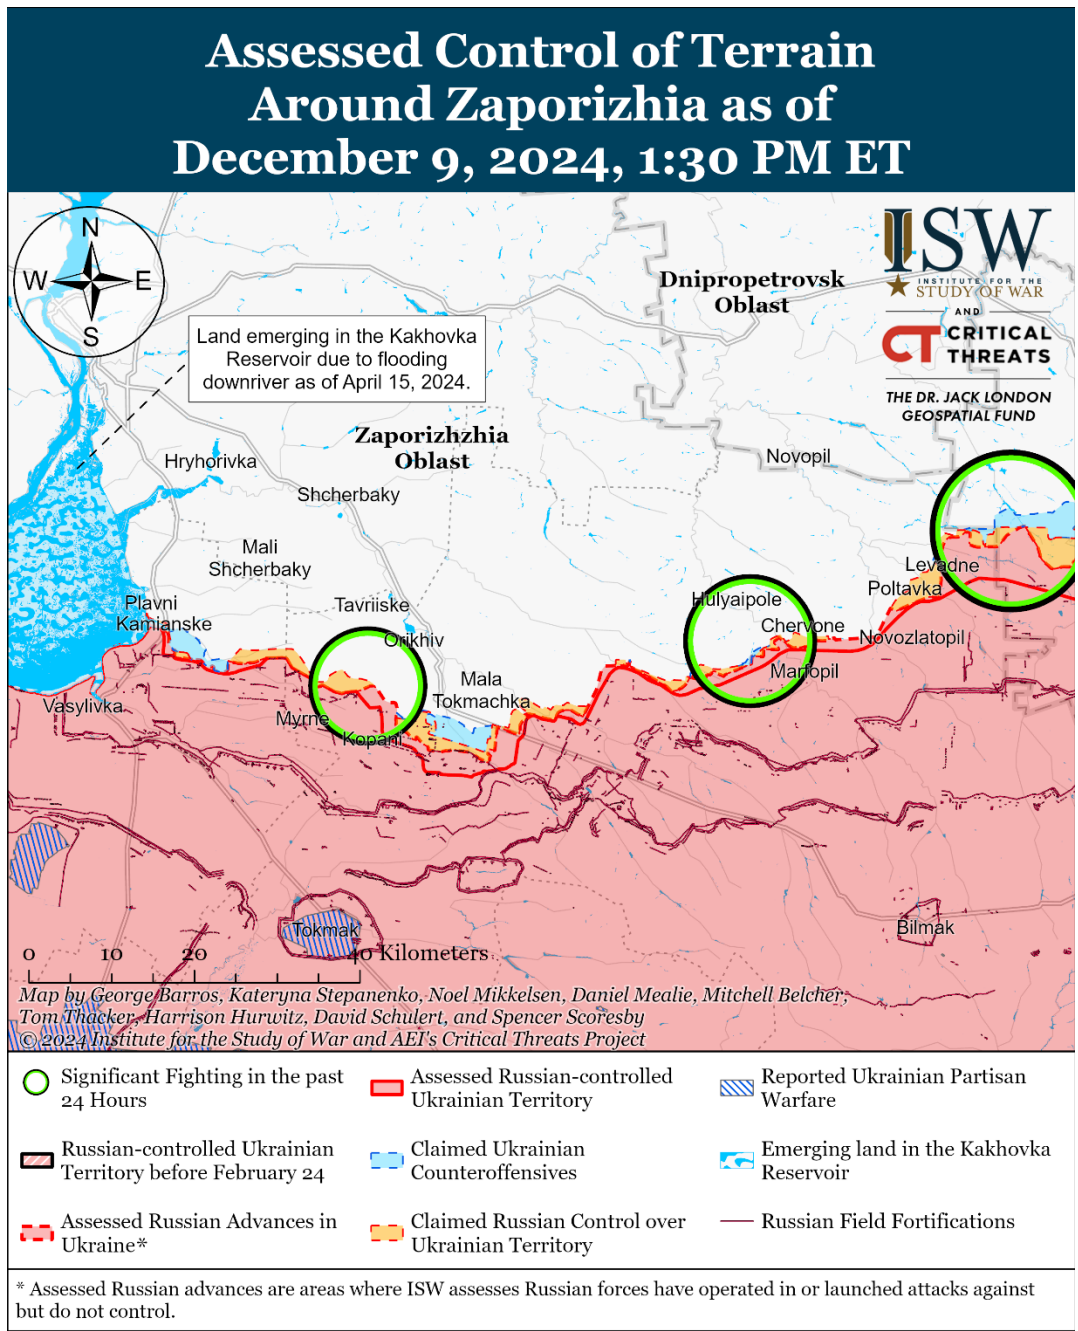 Assessed Control of Terrain
Around Zaporizhia as of
December 9, 2024, 1:30 PM ET
N
W
E
S
ISW
INSTITUTE FOR THE
STUDY OF WAR
AND
CT CRITICAL
THREATS
THE DR. JACK LONDON
GEOSPATIAL FUND
Dnipropetrovsk
Oblast
Land emerging in the Kakhovka
Reservoir due to flooding
downriver as of April 15, 2024.
Zaporizhzhia
Oblast
Hryhorivka
Novopil
Shcherbaky
Mali
Shcherbaky
Levadne
Poltavka
Plavni
Kamianske
Tavriiske
Hulyaipole
Chervone
Orikhiv
Novozlatopil
Marfopil
Mala
Tokmachka
Vasylivka
Myrne
Kopani
Tokmak
Bilmak
0 10 20 40 Kilometers
Map by George Barros, Kateryna Stepanenko, Noel Mikkelsen, Daniel Mealie, Mitchell Belcher,
Tom Thacker, Harrison Hurwitz, David Schulert, and Spencer Scoresby
© 2024 Institute for the Study of War and AEI's Critical Threats Project
Significant Fighting in the past
24 Hours
Russian-controlled Ukrainian
Territory before February 24
Assessed Russian Advances in
Ukraine*
Assessed Russian-controlled
Ukrainian Territory
Claimed Ukrainian
Counteroffensives
Claimed Russian Control over
Ukrainian Territory
Reported Ukrainian Partisan
Warfare
Emerging land in the Kakhovka
Reservoir
Russian Field Fortifications
* Assessed Russian advances are areas where ISW assesses Russian forces have operated in or launched attacks against
but do not control.